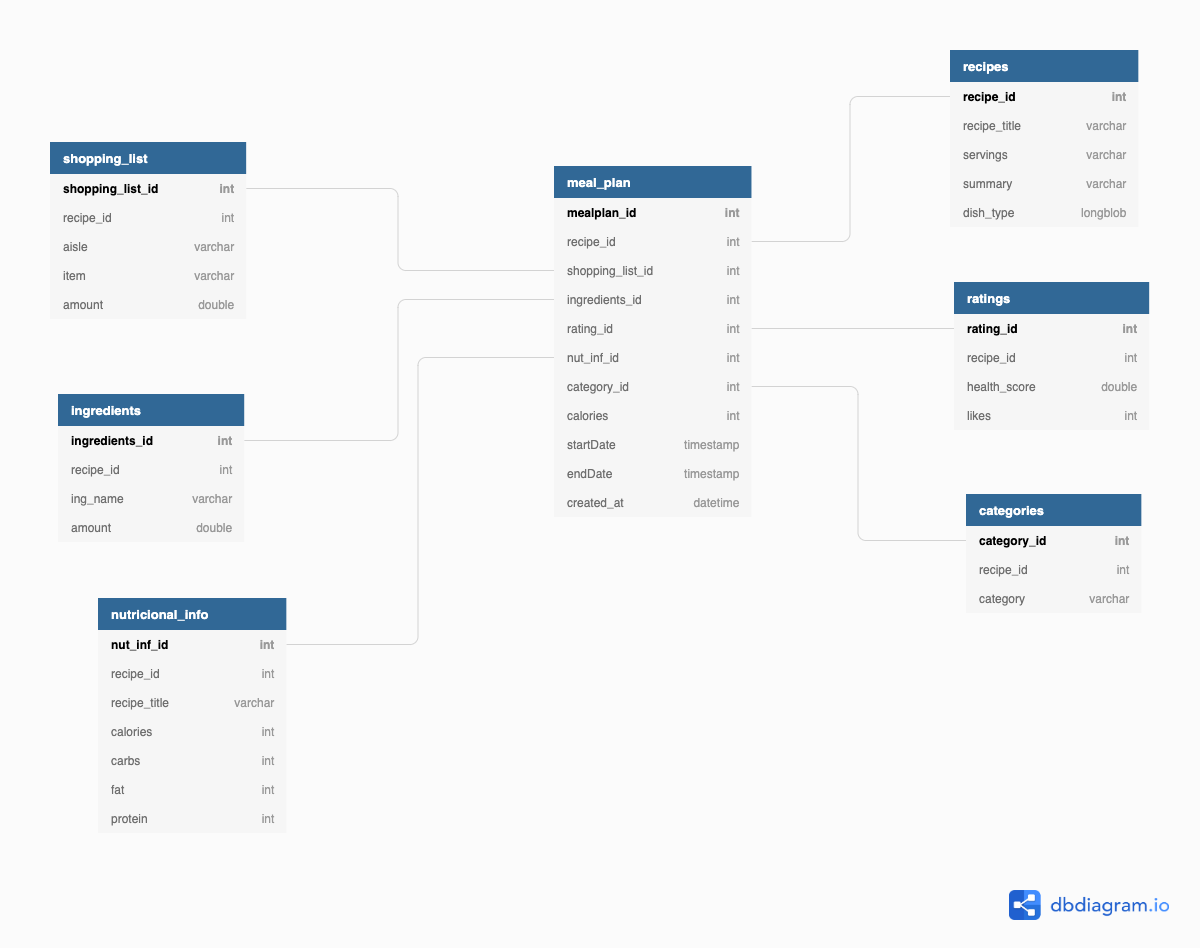 shopping_list
shopping_list_id int
recipe_id int
aisle varchar
item varchar
amount double
ingredients
ingredients_id int
recipe_id int
ing_name varchar
amount double
nutricional_info
nut_inf_id int
recipe_id int
recipe_title varchar
calories int
carbs int
fat int
protein int
meal_plan
mealplan_id int
recipe_id int
shopping_list_id int
ingredients_id int
rating_id int
nut_inf_id int
category_id int
calories int
startDate timestamp
endDate timestamp
created_at datetime
recipes
recipe_id int
recipe_title varchar
servings varchar
summary varchar
dish_type longblob
ratings
rating_id int
recipe_id int
health_score double
likes int
categories
category_id int
recipe_id int
category varchar
dbdiagram.io